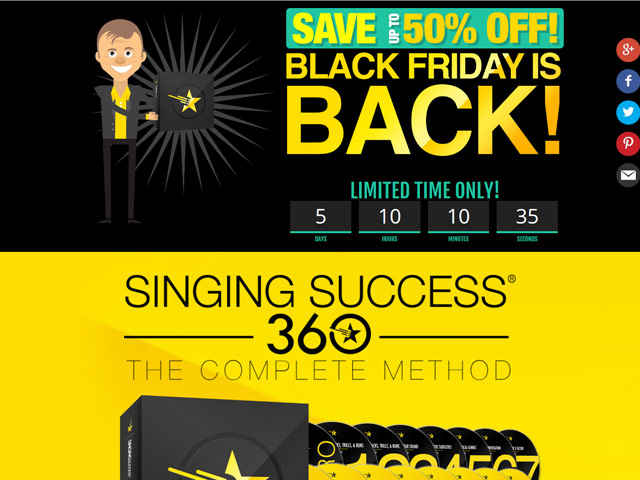 SAVE UP TO 50% OFF!
BLACK FRIDAY IS
BACK!
LIMITED TIME ONLY!
5 10 10 35
DAYS HOURS MINUTES SECONDS
SINGING SUCCESS®
360
THE COMPLETE METHOD